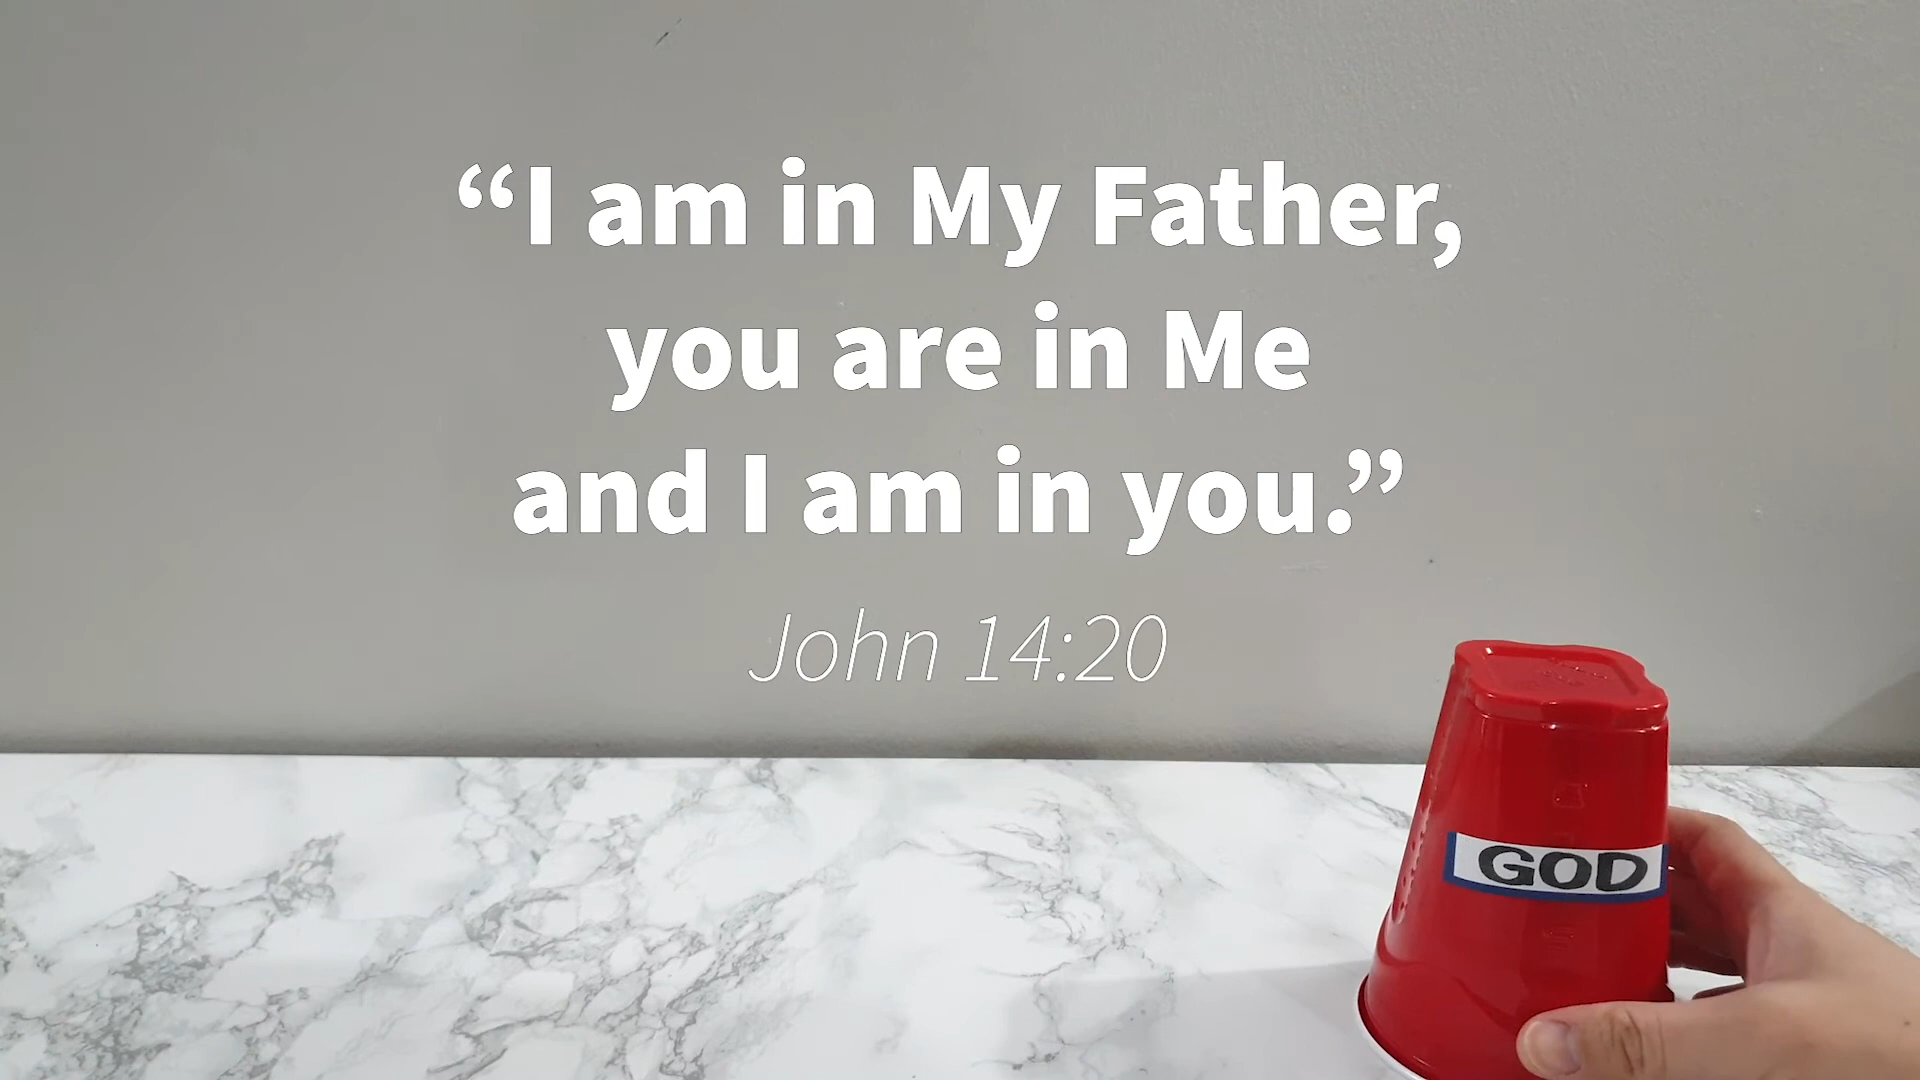 “I am in My Father,
you are in Me
and I am in you.”
John 14:20
GOD